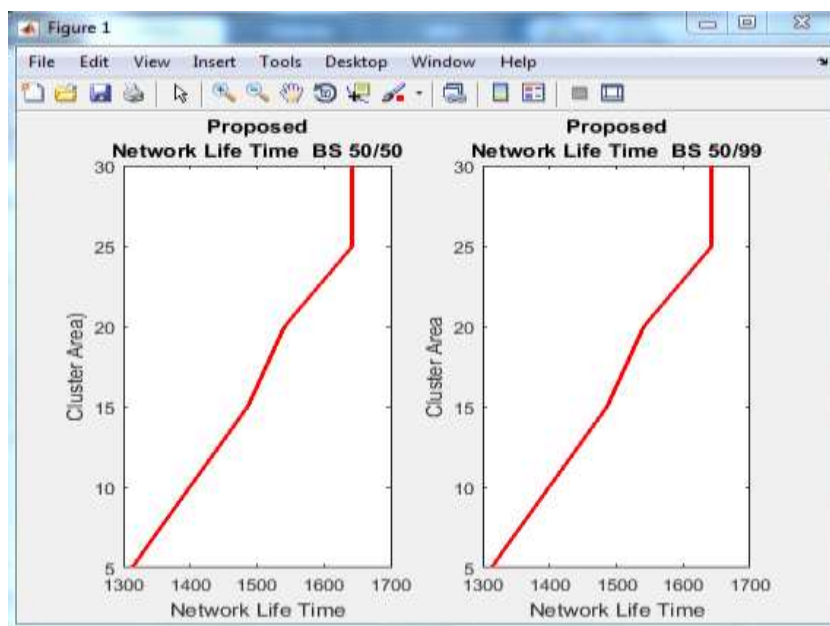 Figure 1
File Edit View Insert Tools Desktop Window Help
Proposed
Network Life Time BS 50/50
30
25
20
15
10
5
Cluster Area)
1300 1400 1500 1600 1700
Network Life Time
Proposed
Network Life Time BS 50/99
30
25
20
15
10
5
Cluster Area
1300 1400 1500 1600 1700
Network Life Time